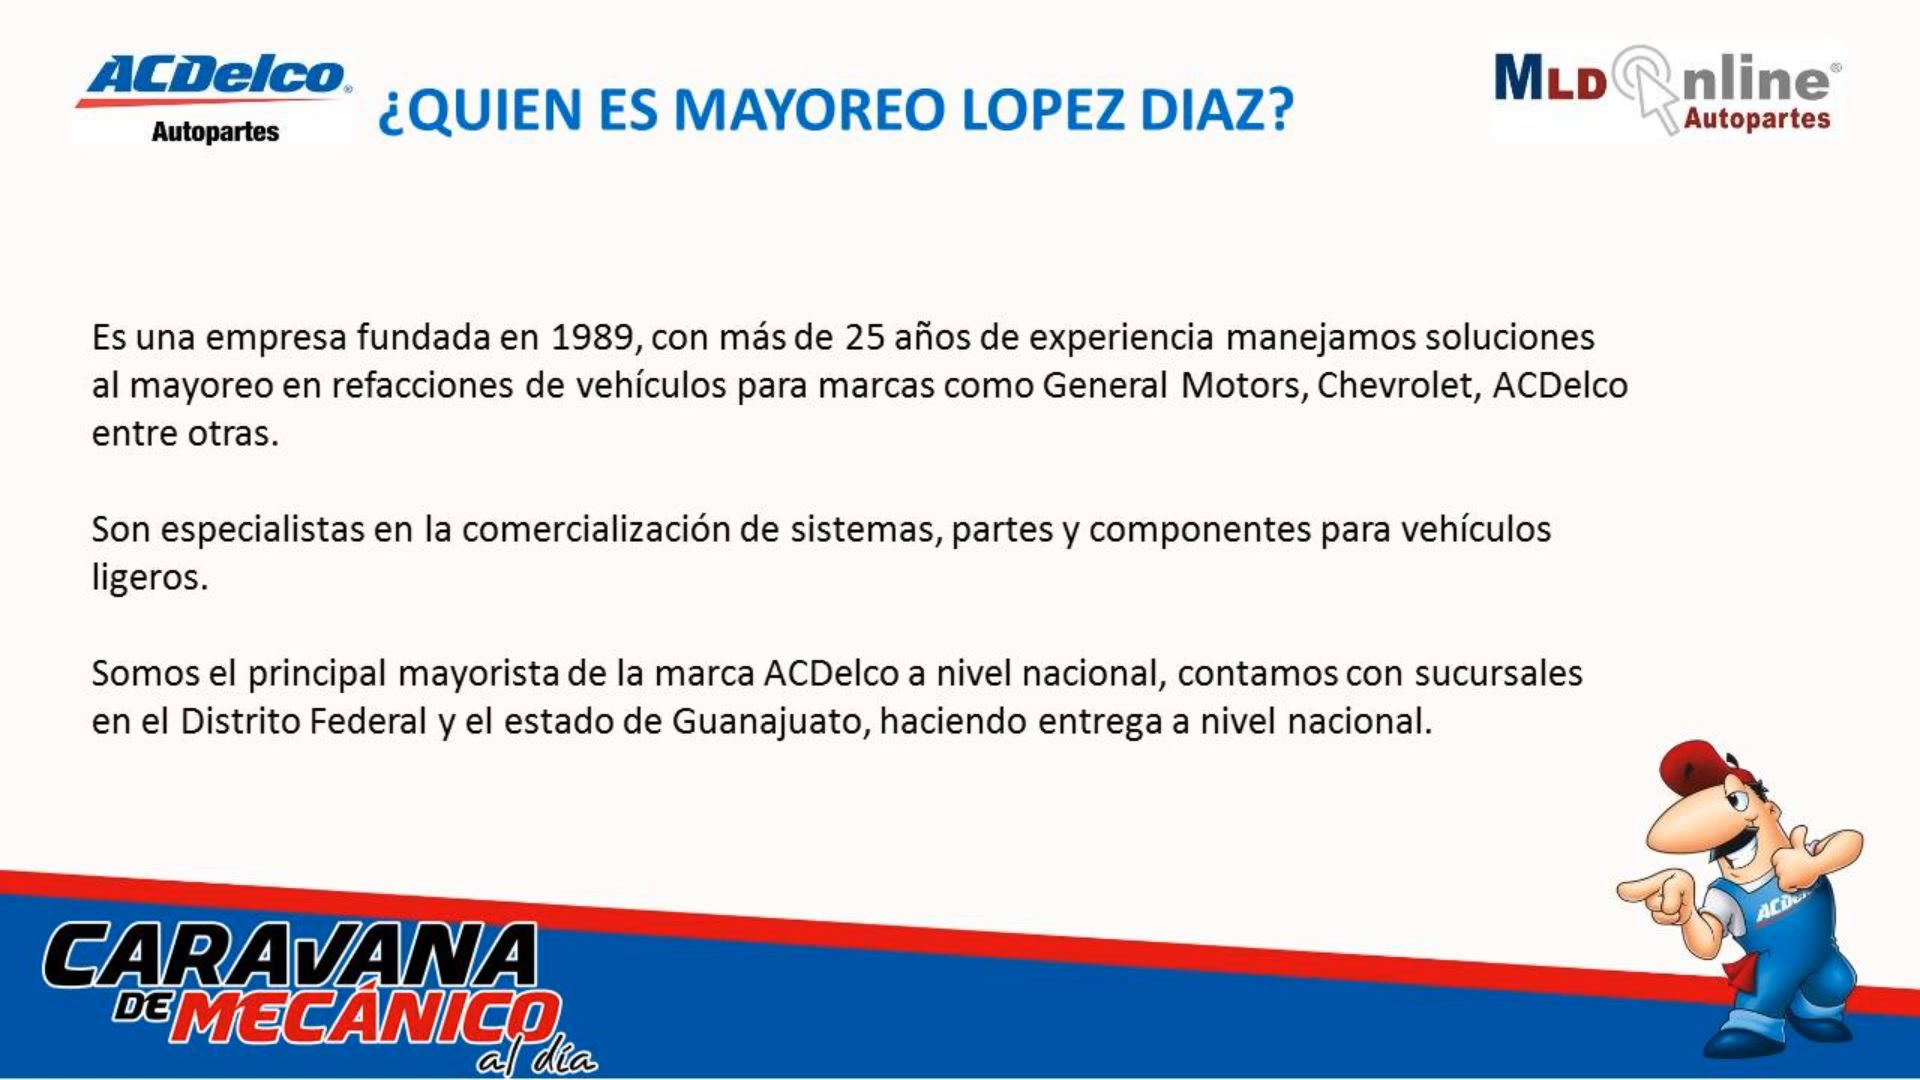 ACDelco®
Autopartes
¿QUIEN ES MAYOREO LOPEZ DIAZ?
MLD Online®
Autopartes
Es una empresa fundada en 1989, con más de 25 años de experiencia manejamos soluciones
al mayoreo en refacciones de vehículos para marcas como General Motors, Chevrolet, ACDelco
entre otras.
Son especialistas en la comercialización de sistemas, partes y componentes para vehículos
ligeros.
Somos el principal mayorista de la marca ACDelco a nivel nacional, contamos con sucursales
en el Distrito Federal y el estado de Guanajuato, haciendo entrega a nivel nacional.
CARAVANA
DE MECÁNICO
al día